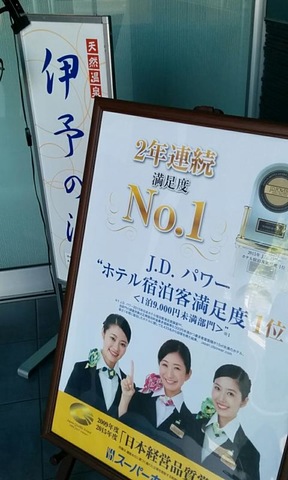 天然温泉
伊予の湯
2年連続
満足度
No.1
J.D. パワー
“ホテル宿泊客満足度
1位
<1泊9,000円未満部門>”
2009年度
2015年度
「日本経営品質賞
スーパーホ